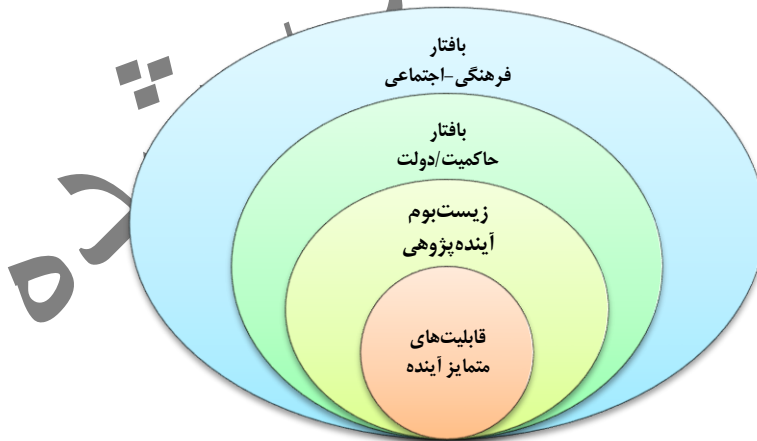 بافتار
فرهنگی-اجتماعی
بافتار
حاکمیت/دولت
زیست‌بوم
آینده‌پژوهی
قابلیت‌های
متمایز آینده